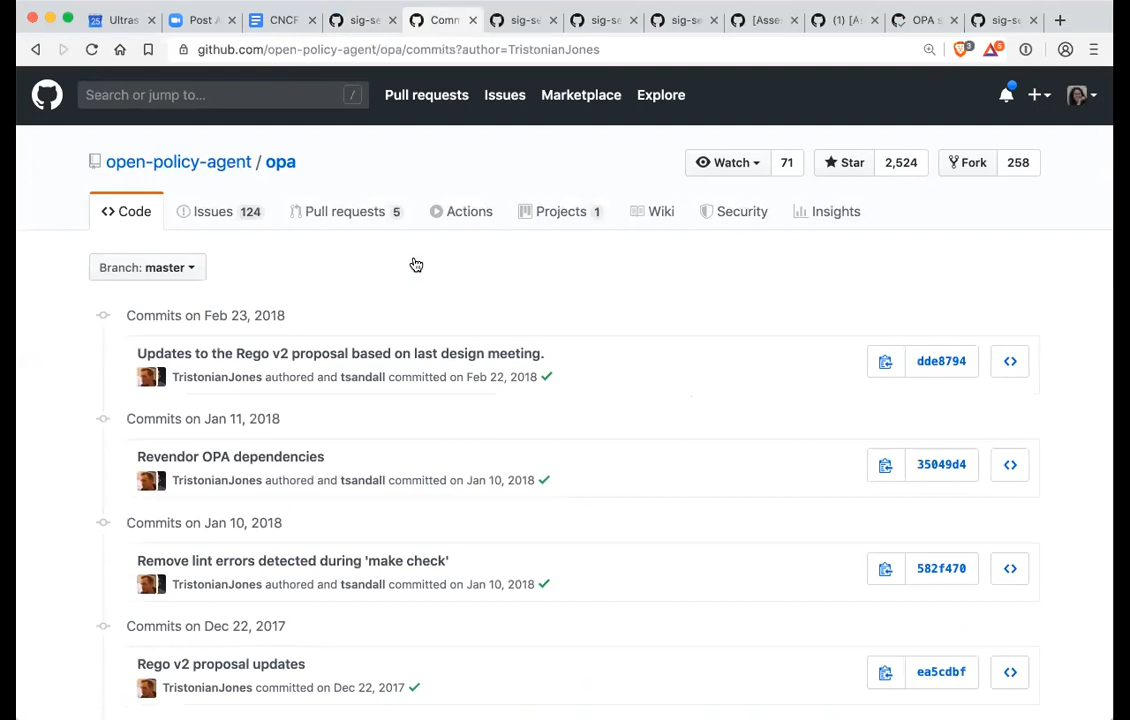 Ultras
Post A
CNCF
sig-se
Comm
sig-se
sig-se
sig-se
[Asse
(1) [A
OPA s
sig-se
github.com/open-policy-agent/opa/commits?author=TristonianJones
3
5
Search or jump to...
/
Pull requests
Issues
Marketplace
Explore
open-policy-agent / opa
Watch 71
Star 2,524
Fork 258
Code
Issues 124
Pull requests 5
Actions
Projects 1
Wiki
Security
Insights
Branch: master
Commits on Feb 23, 2018
Updates to the Rego v2 proposal based on last design meeting.
TristonianJones authored and tsandall committed on Feb 22, 2018
dde8794
Commits on Jan 11, 2018
Revendor OPA dependencies
TristonianJones authored and tsandall committed on Jan 10, 2018
35049d4
Commits on Jan 10, 2018
Remove lint errors detected during 'make check'
TristonianJones authored and tsandall committed on Jan 10, 2018
582f470
Commits on Dec 22, 2017
Rego v2 proposal updates
TristonianJones committed on Dec 22, 2017
ea5cdbf